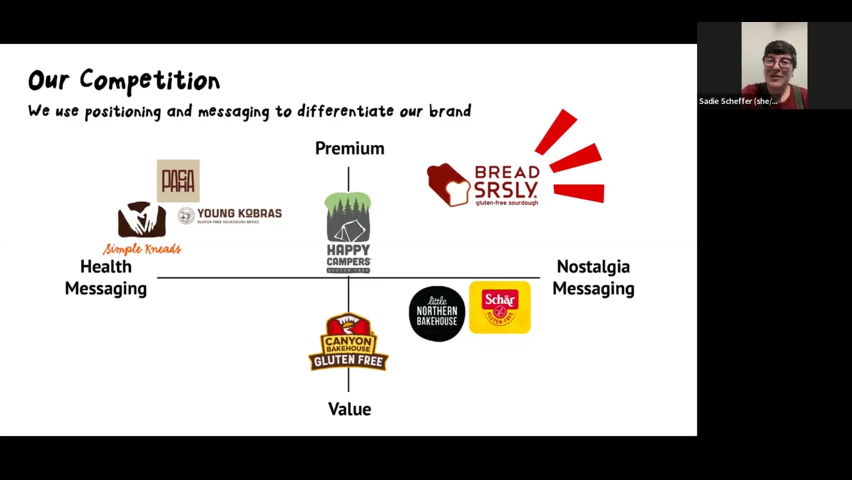 Our Competition
We use positioning and messaging to differentiate our brand
Sadie Scheffer (she/...
Premium
PACHA
BREAD
SRSLY.
gluten-free sourdough
YOUNG KOBRAS
GLUTEN-FREE SOURDOUGH BREAD
Simple Kneads
HAPPY
CAMPERS
GLUTEN FREE
Health
Messaging
Nostalgia
Messaging
little
NORTHERN
BAKEHOUSE
Schär
GLUTEN FREE
CANYON
BAKEHOUSE
GLUTEN FREE
Value